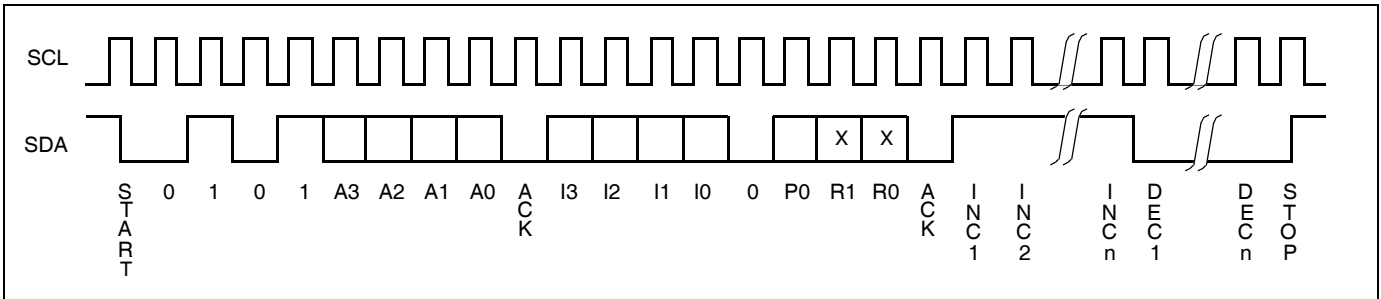 SCL
SDA
X X
START 0 1 0 1 A3 A2 A1 A0 ACK I3 I2 I1 I0 0 P0 R1 R0 ACK INC1 INC2 INCn DEC1 DECn STOP